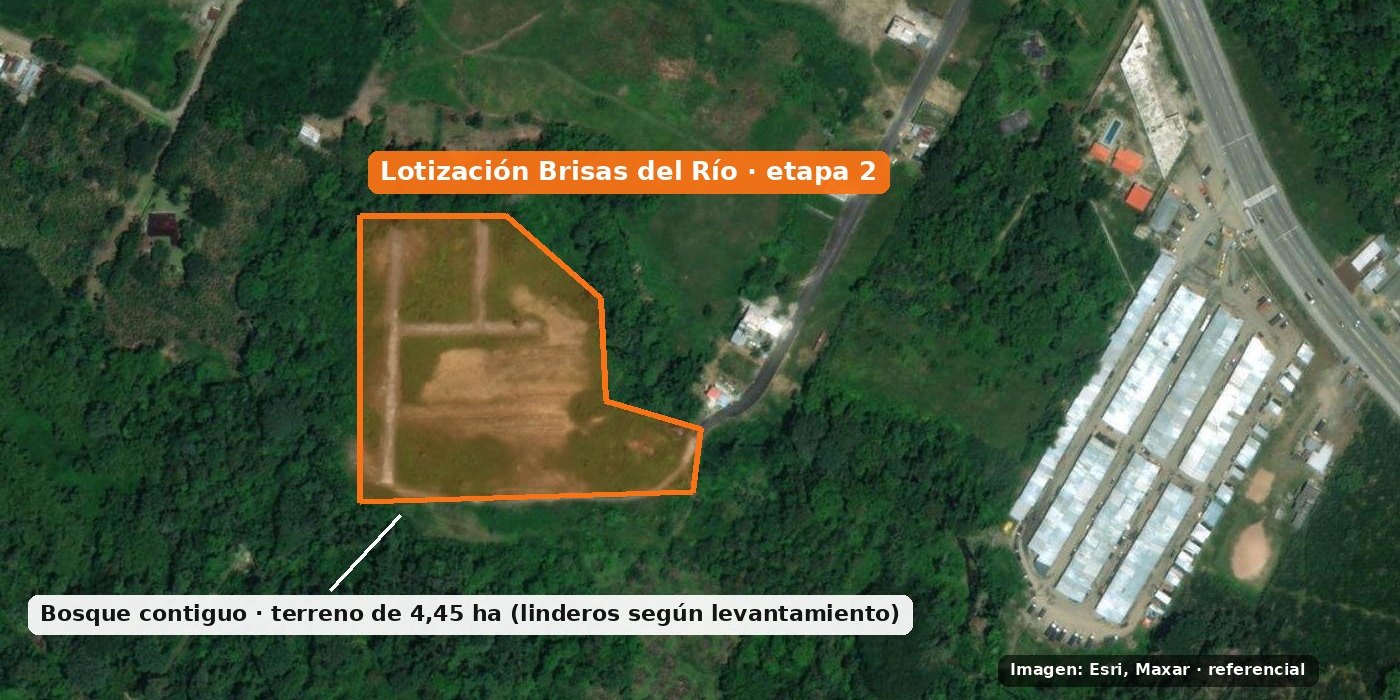 Lotización Brisas del Río · etapa 2
Bosque contiguo · terreno de 4,45 ha (linderos según levantamiento)
Imagen: Esri, Maxar · referencial